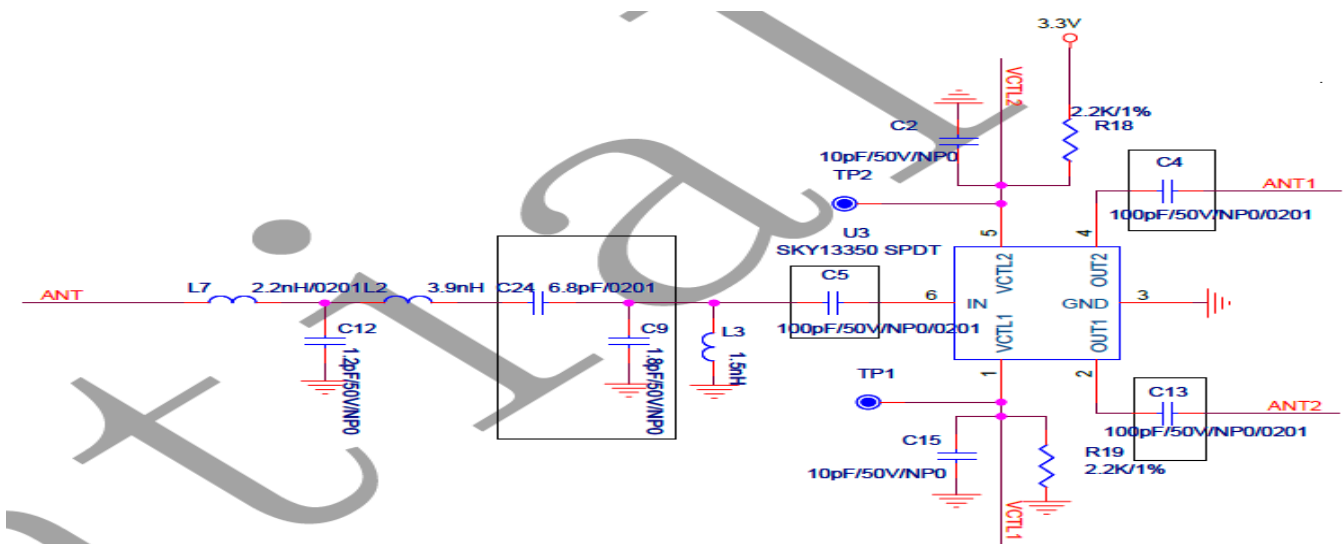 3.3V
VCTL2
2.2K/1%
R18
C2
10pF/50V/NP0
TP2
C4
ANT1
100pF/50V/NP0/0201
U3
SKY13350 SPDT
5
4
VCTL2
OUT2
ANT
L7
2.2nH/0201
L2
3.9nH
C24
6.8pF/0201
C5
100pF/50V/NP0/0201
6
IN
GND
3
C12
1.2pF/50V/NP0
C9
1.8pF/50V/NP0
L3
1.5nH
VCTL1
OUT1
1
2
TP1
C13
ANT2
100pF/50V/NP0/0201
C15
10pF/50V/NP0
R19
2.2K/1%
VCTL1